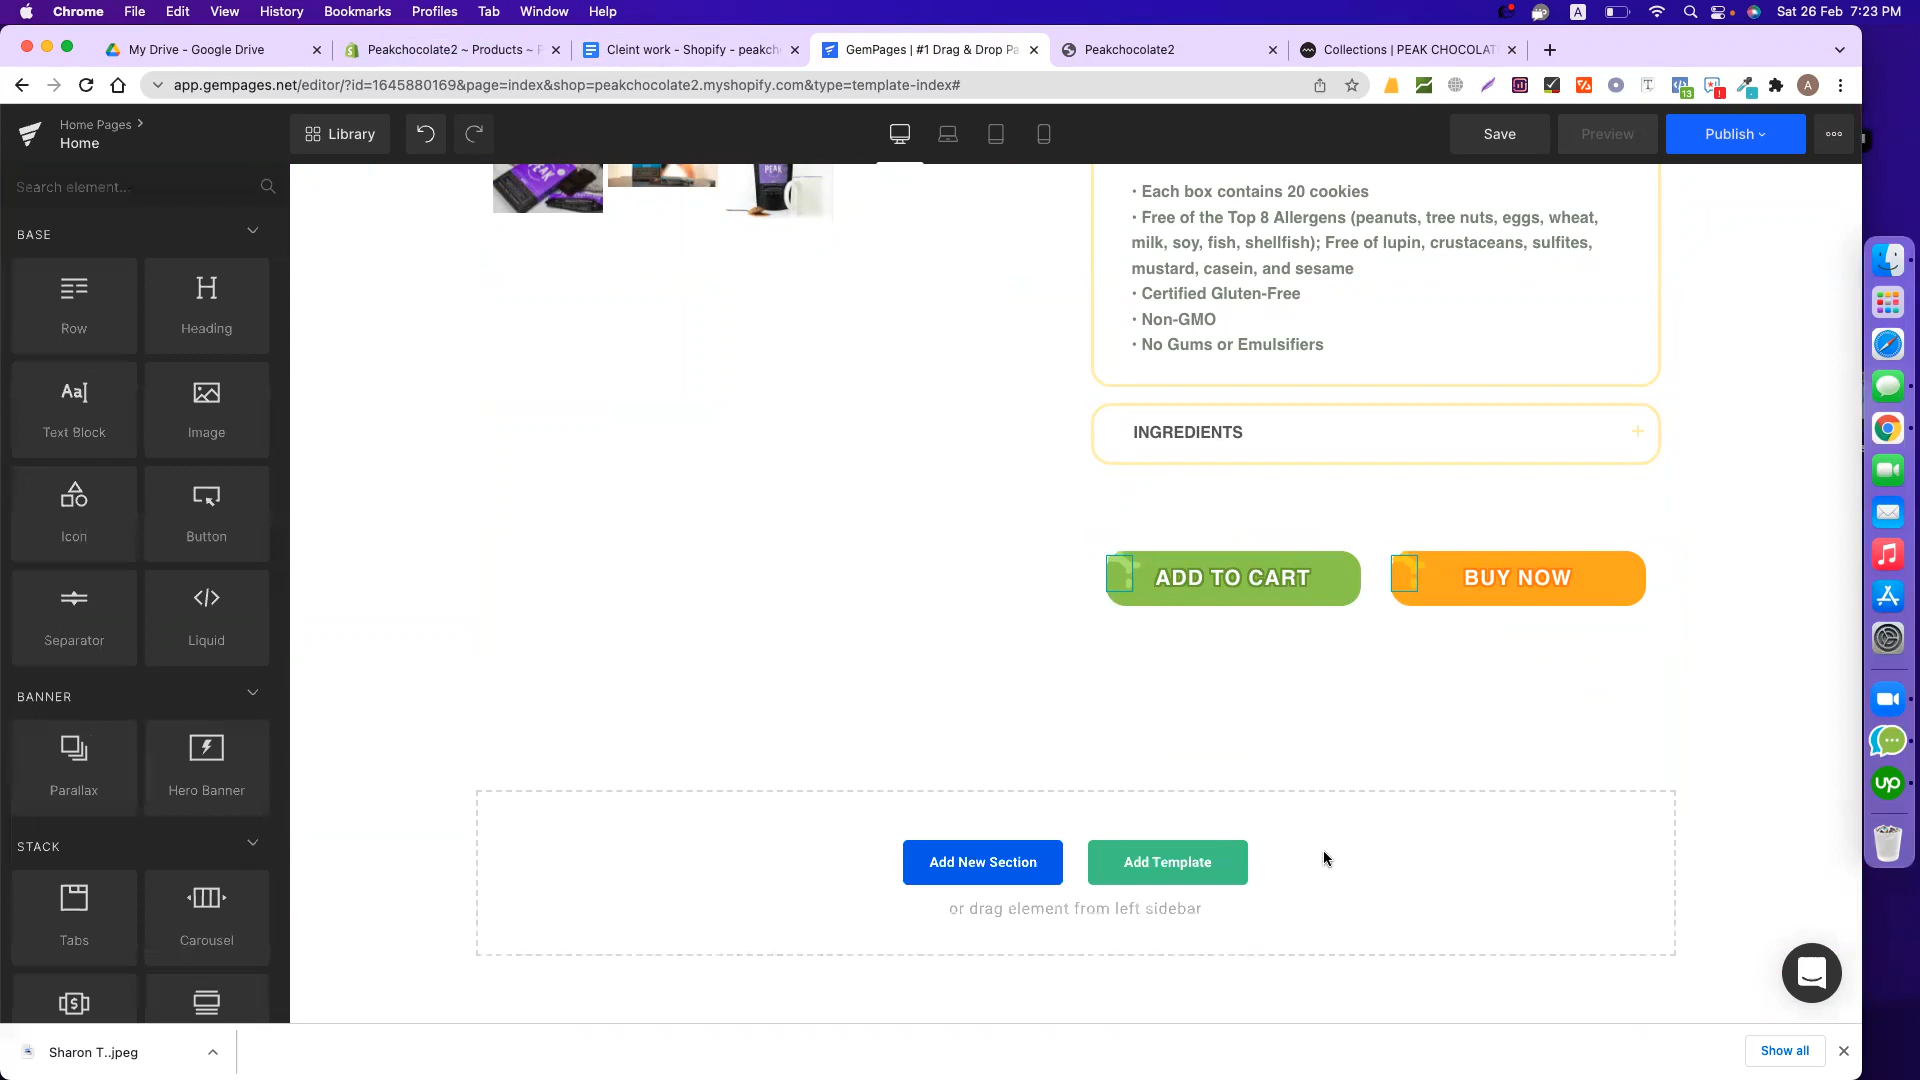 Chrome File Edit View History Bookmarks Profiles Tab Window Help
A
Sat 26 Feb 7:23 PM
My Drive - Google Drive
Peakchocolate2 ~ Products ~ P
Cleint work - Shopify - peakch
GemPages | #1 Drag & Drop Pa
Peakchocolate2
Collections | PEAK CHOCOLAT
app.gempages.net/editor/?id=1645880169&page=index&shop=peakchocolate2.myshopify.com&type=template-index#
13
A
Home Pages
Home
Library
Save
Preview
Publish
Search element...
BASE
Row
Heading
Text Block
Image
Icon
Button
Separator
Liquid
BANNER
Parallax
Hero Banner
STACK
Tabs
Carousel
PEAK
PEAK
• Each box contains 20 cookies
• Free of the Top 8 Allergens (peanuts, tree nuts, eggs, wheat,
milk, soy, fish, shellfish); Free of lupin, crustaceans, sulfites,
mustard, casein, and sesame
• Certified Gluten-Free
• Non-GMO
• No Gums or Emulsifiers
INGREDIENTS
+
ADD TO CART
BUY NOW
Add New Section
Add Template
or drag element from left sidebar
up
Sharon T..jpeg
Show all